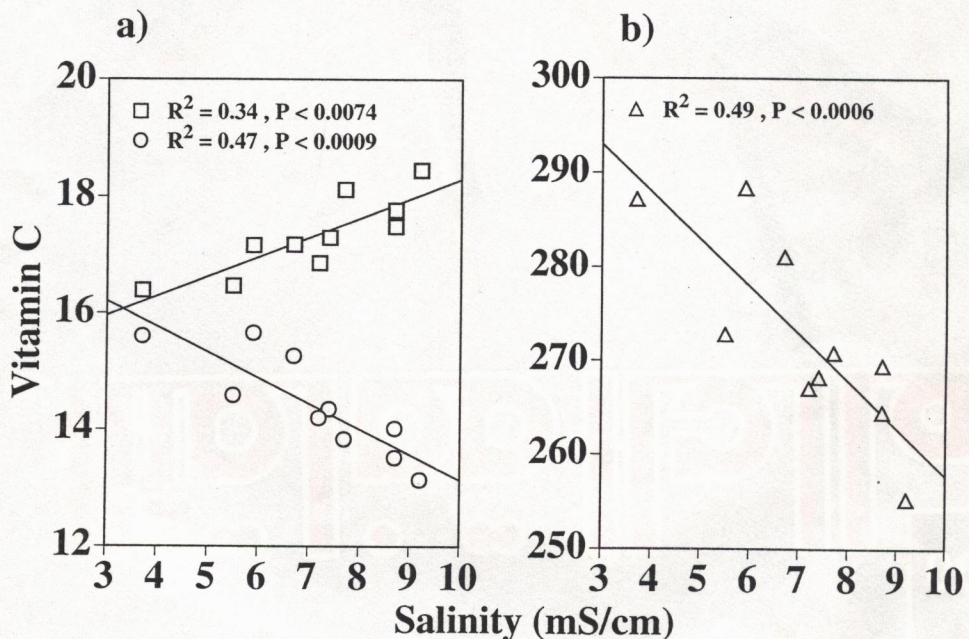 a)
b)
20
18
16
14
12
Vitamin C
□ R² = 0.34 , P < 0.0074
○ R² = 0.47 , P < 0.0009
3 4 5 6 7 8 9 10
300
290
280
270
260
250
△ R² = 0.49 , P < 0.0006
3 4 5 6 7 8 9 10
Salinity (mS/cm)